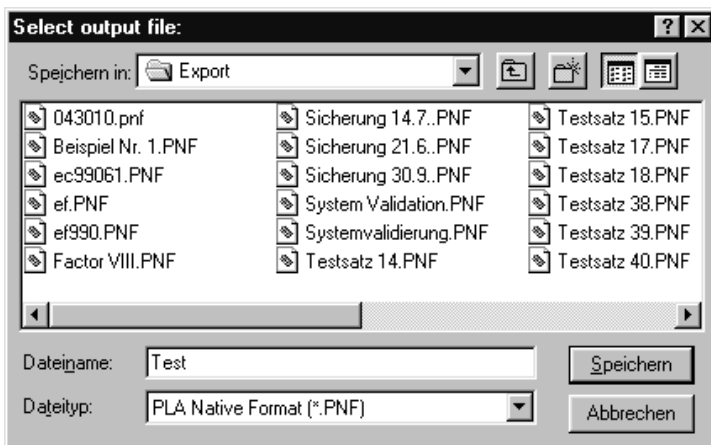 Select output file:
Speichern in: Export
043010.pnf
Beispiel Nr. 1.PNF
ec99061.PNF
ef.PNF
ef990.PNF
Factor VIII.PNF
Sicherung 14.7..PNF
Sicherung 21.6..PNF
Sicherung 30.9..PNF
System Validation.PNF
Systemvalidierung.PNF
Testsatz 14.PNF
Testsatz 15.PNF
Testsatz 17.PNF
Testsatz 18.PNF
Testsatz 38.PNF
Testsatz 39.PNF
Testsatz 40.PNF
Dateiname: Test
Speichern
Dateityp: PLA Native Format (*.PNF)
Abbrechen